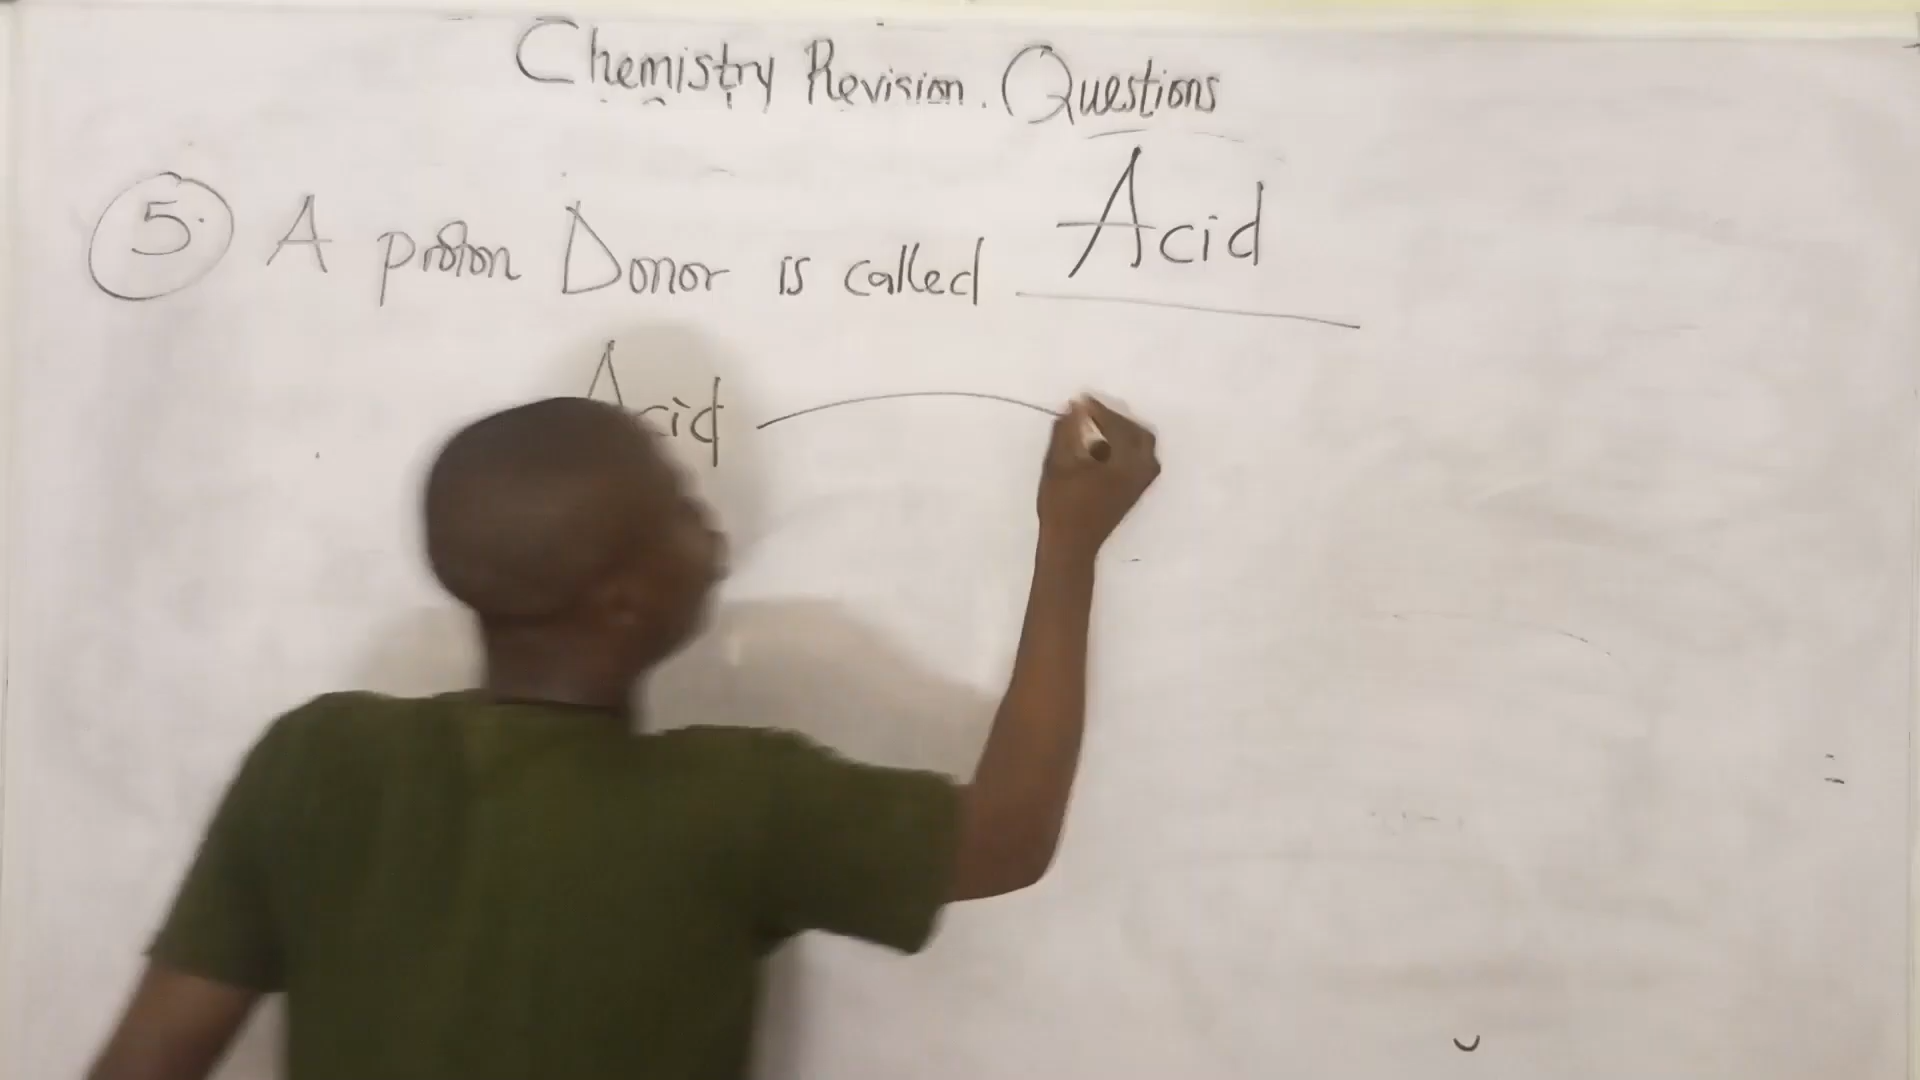 Chemistry Revision. Questions
5. A proton Donor is called Acid
Acid